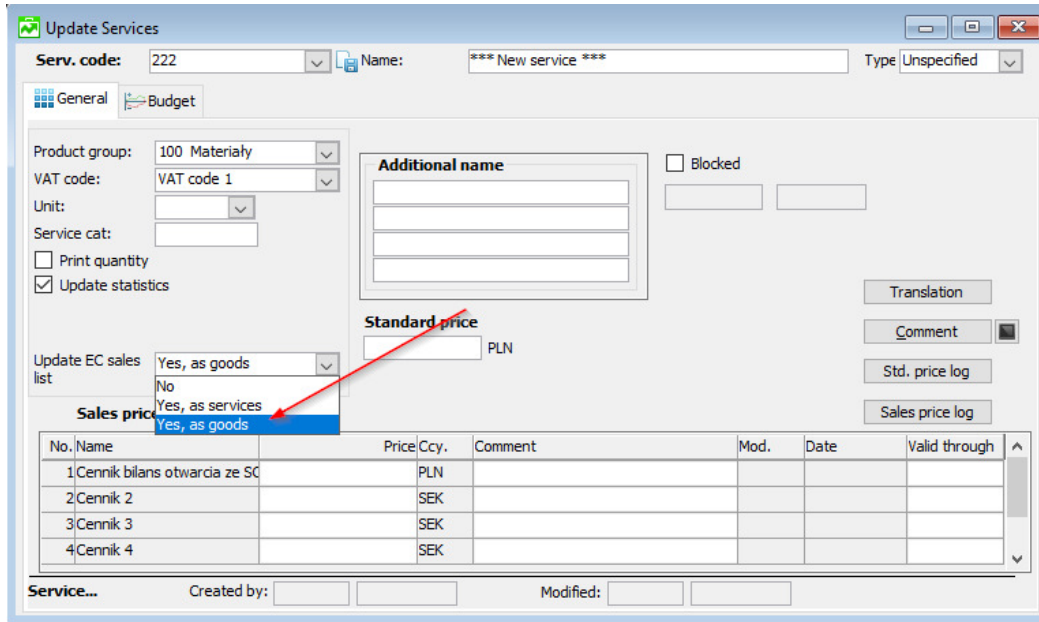 Update Services
Serv. code: 222 Name: *** New service *** Type Unspecified
General Budget
Product group: 100 Materiały
VAT code: VAT code 1
Unit:
Service cat:
Print quantity
Update statistics
Additional name
Blocked
Standard price
PLN
Update EC sales list Yes, as goods
No
Yes, as services
Yes, as goods
Translation
Comment
Std. price log
Sales price log
Sales pric
No. Name Price Ccy. Comment Mod. Date Valid through
1 Cennik bilans otwarcia ze SC PLN
2 Cennik 2 SEK
3 Cennik 3 SEK
4 Cennik 4 SEK
Service... Created by: Modified: